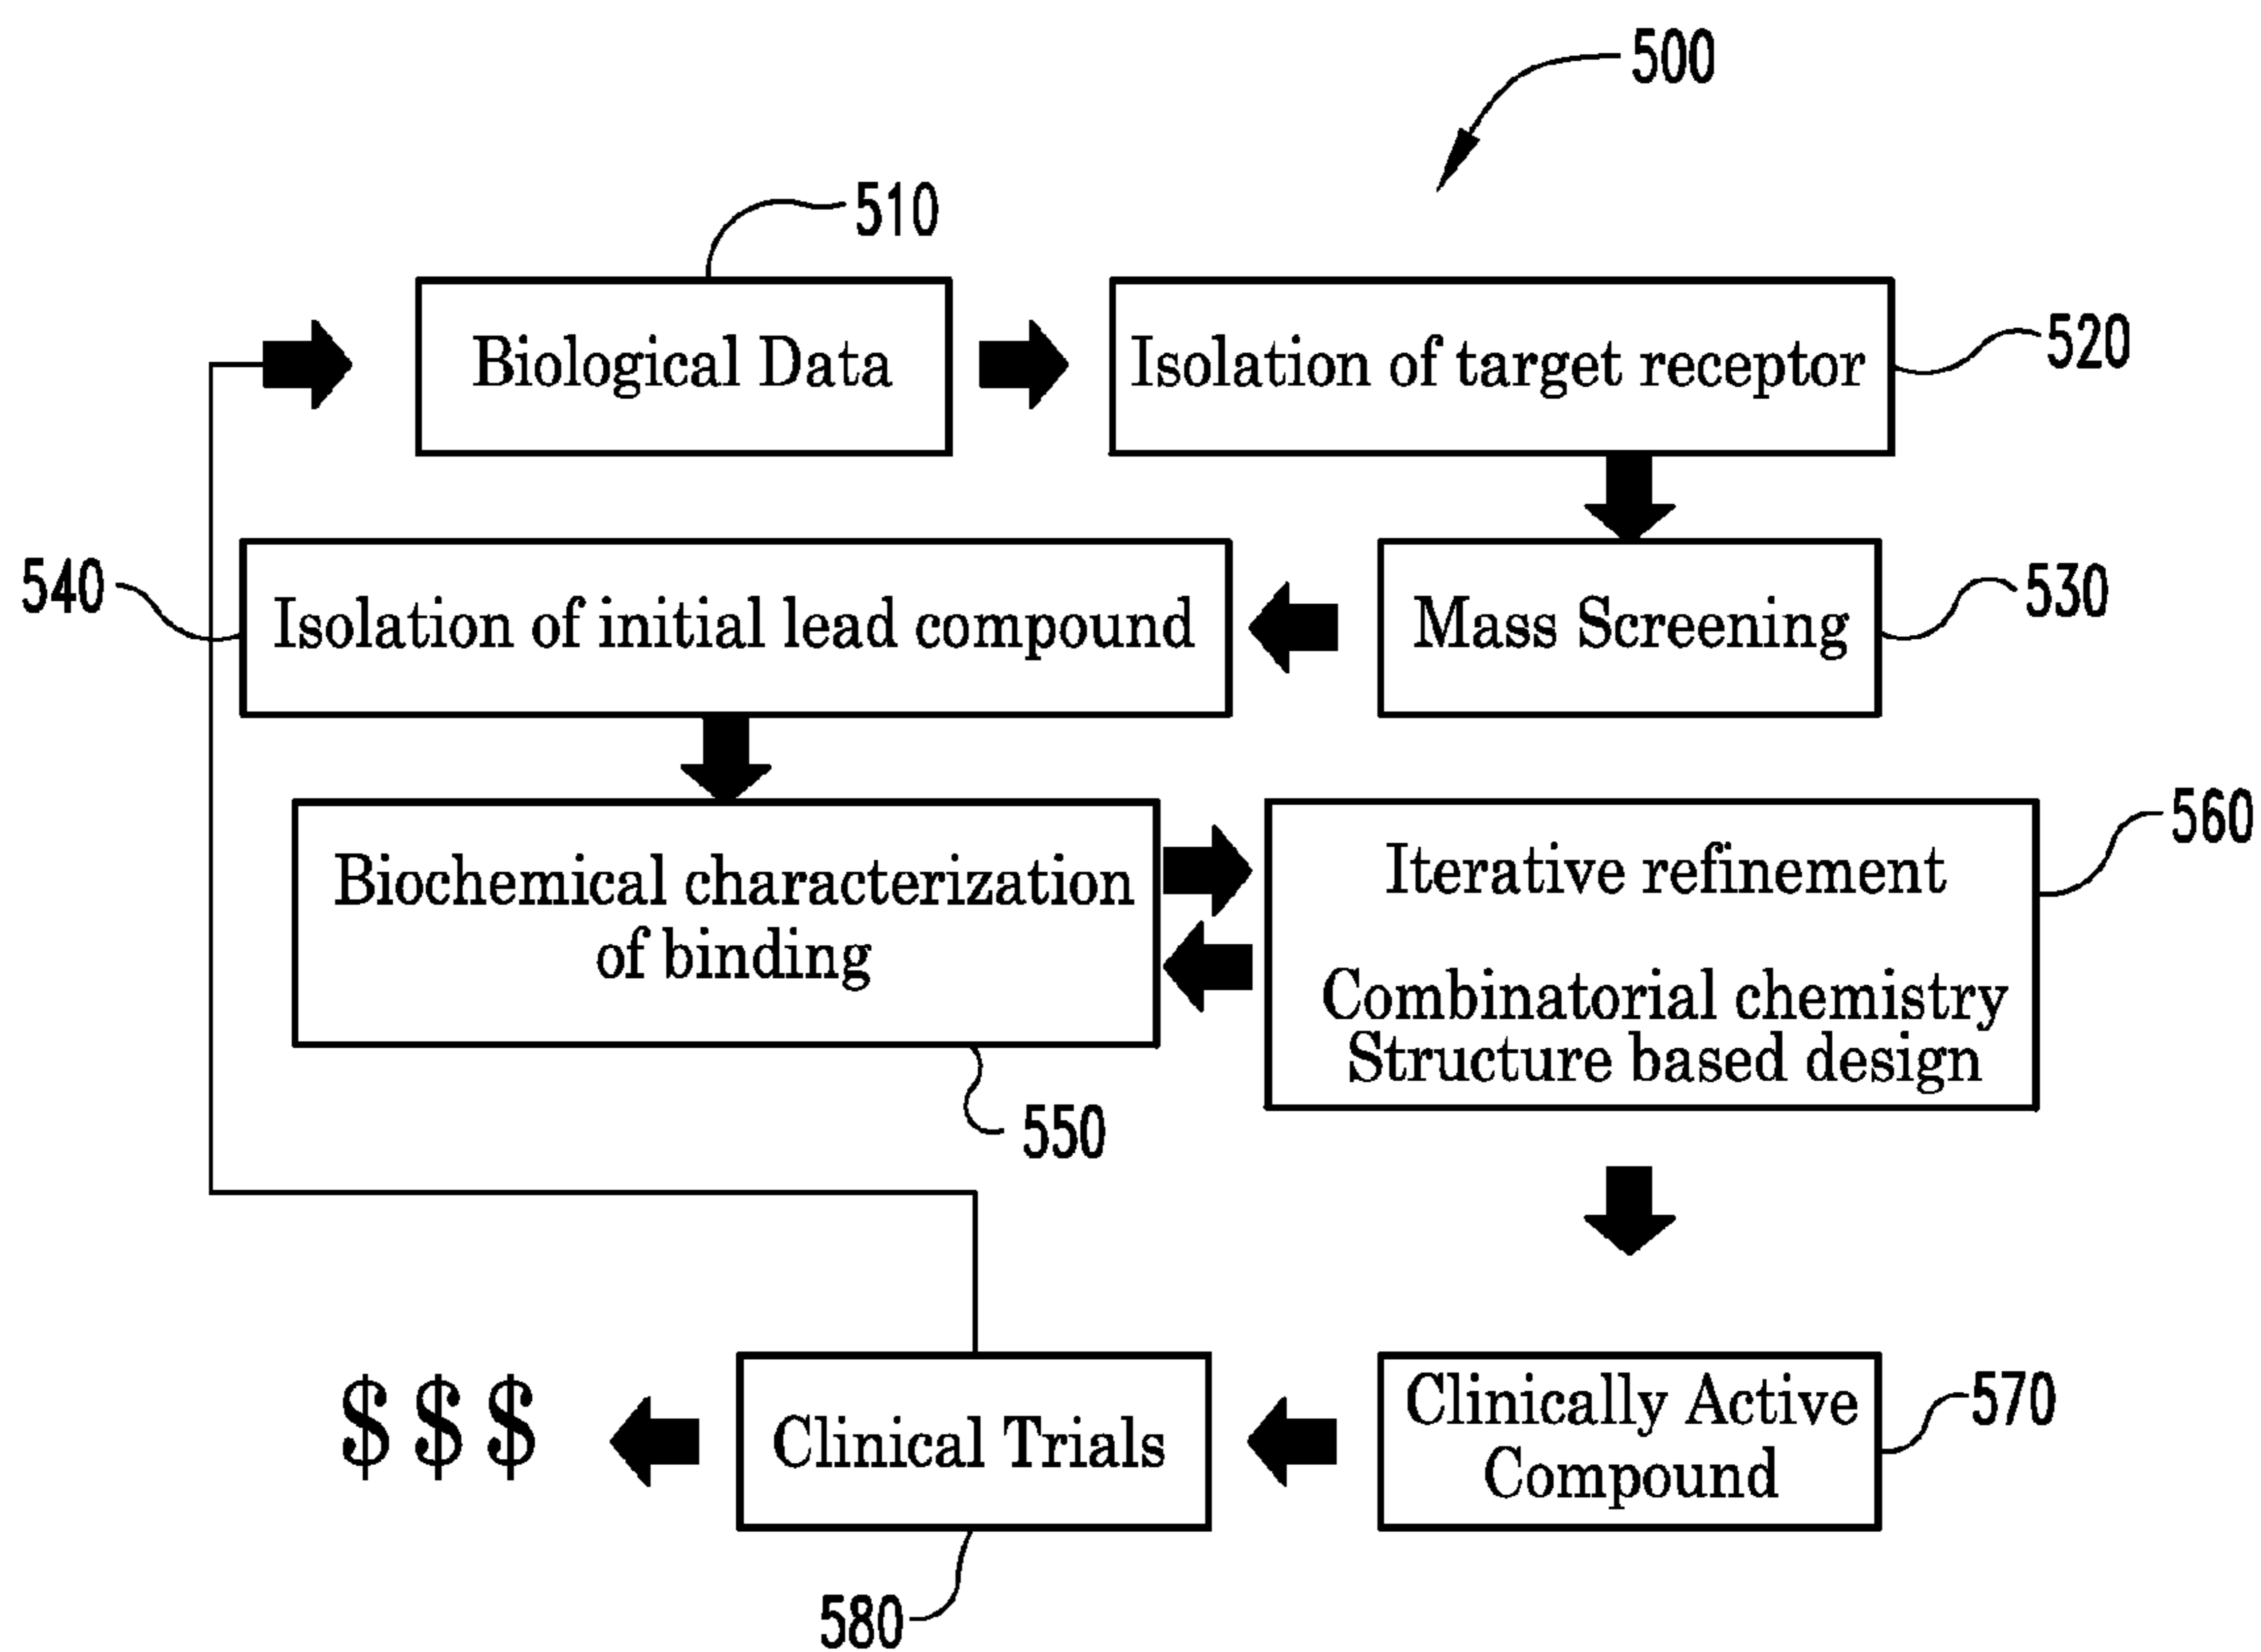 500
510
Biological Data
Isolation of target receptor
520
540
Isolation of initial lead compound
Mass Screening
530
Biochemical characterization
of binding
550
Iterative refinement
Combinatorial chemistry
Structure based design
560
$ $ $
Clinical Trials
580
Clinically Active
Compound
570